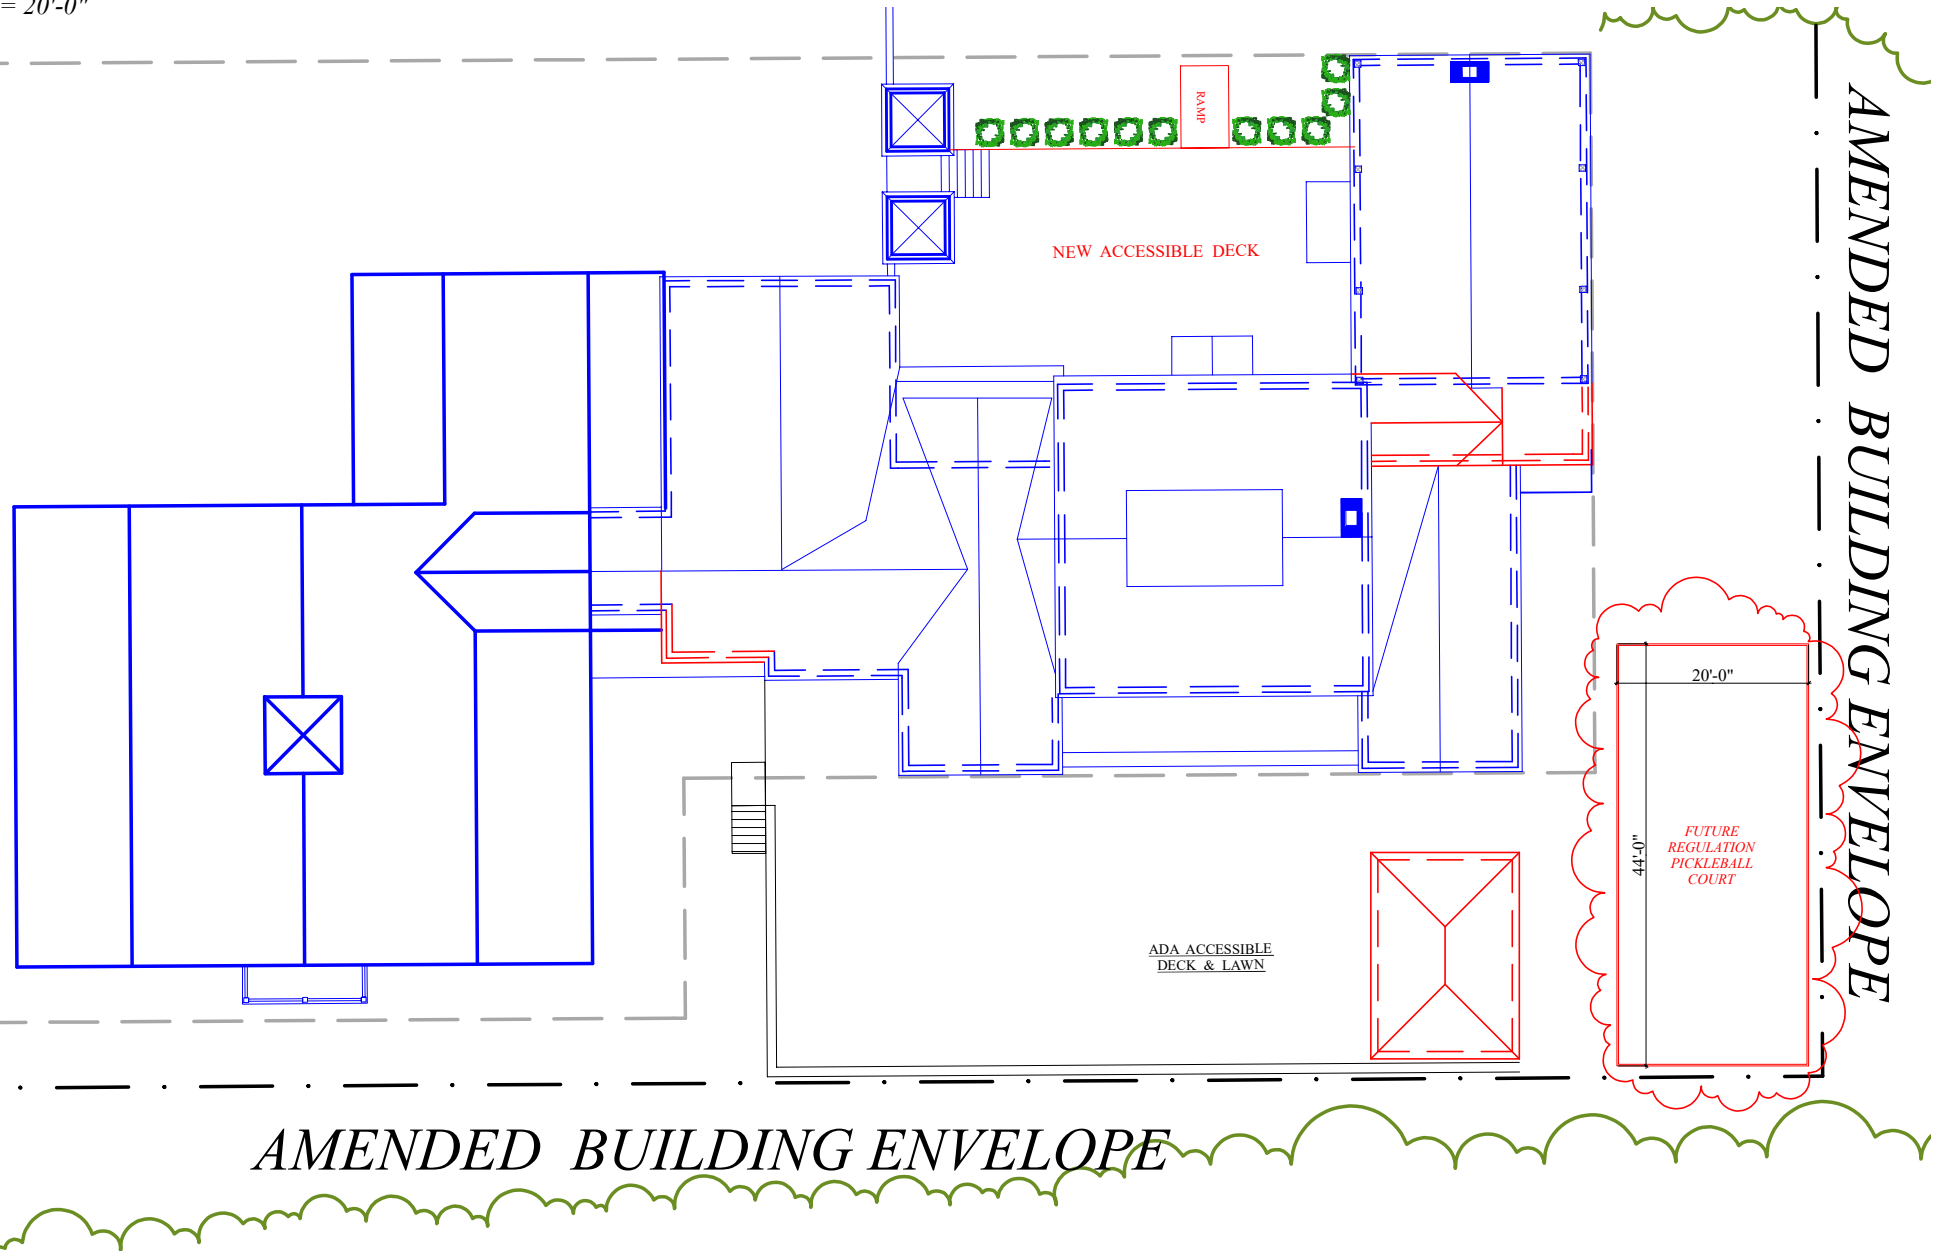 = 20'-0"
RAMP
NEW ACCESSIBLE DECK
AMENDED BUILDING ENVELOPE
20'-0"
44'-0"
FUTURE
REGULATION
PICKLEBALL
COURT
ADA ACCESSIBLE
DECK & LAWN
AMENDED BUILDING ENVELOPE